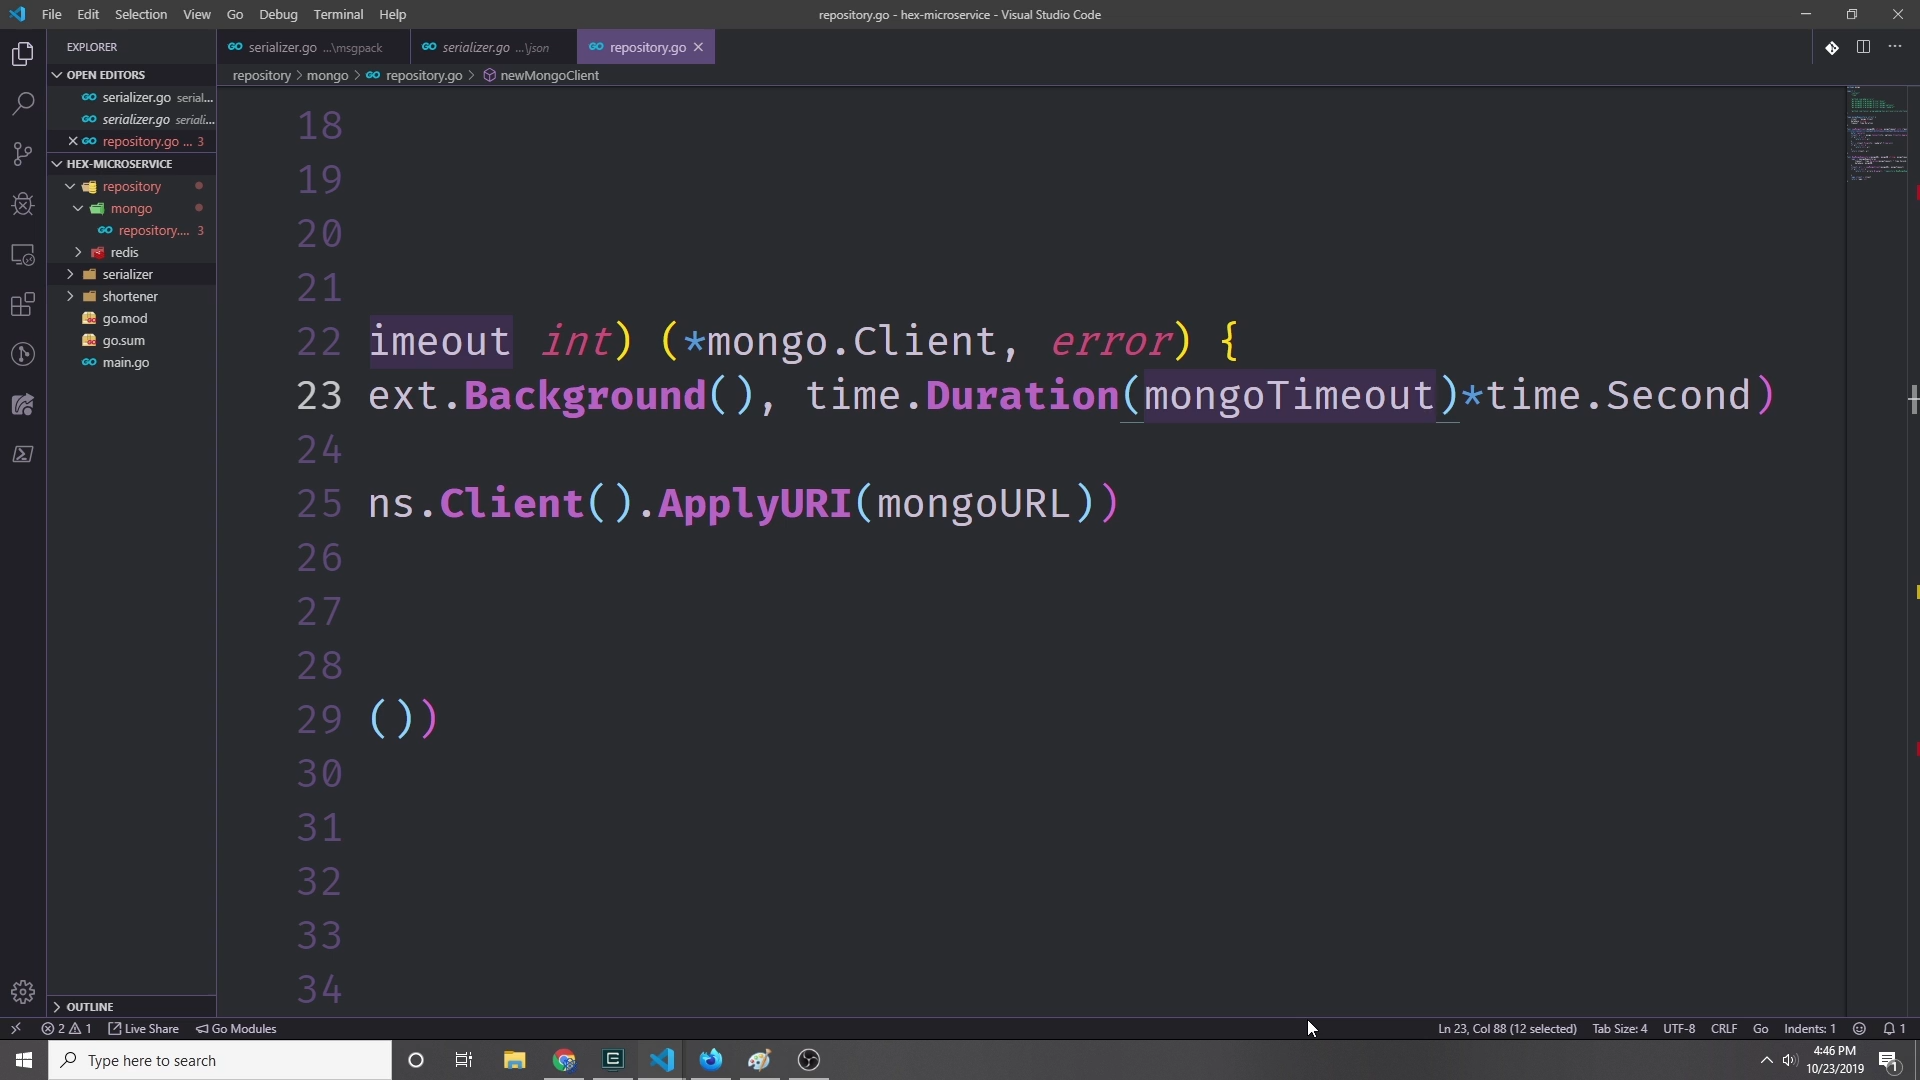 File Edit Selection View Go Debug Terminal Help
repository.go - hex-microservice - Visual Studio Code
EXPLORER
OPEN EDITORS
serializer.go serial...
serializer.go seriali...
repository.go ... 3
HEX-MICROSERVICE
repository
mongo
repository.... 3
redis
serializer
shortener
go.mod
go.sum
main.go
OUTLINE
serializer.go ...\msgpack
serializer.go ...\json
repository.go
repository > mongo > repository.go > newMongoClient
18
19
20
21
22 imeout int) (*mongo.Client, error) {
23 ext.Background(), time.Duration(mongoTimeout)*time.Second)
24
25 ns.Client().ApplyURI(mongoURL))
26
27
28
29 ())
30
31
32
33
34
2 1 Live Share Go Modules
Ln 23, Col 88 (12 selected) Tab Size: 4 UTF-8 CRLF Go Indents: 1 1
Type here to search
4:46 PM
10/23/2019
1